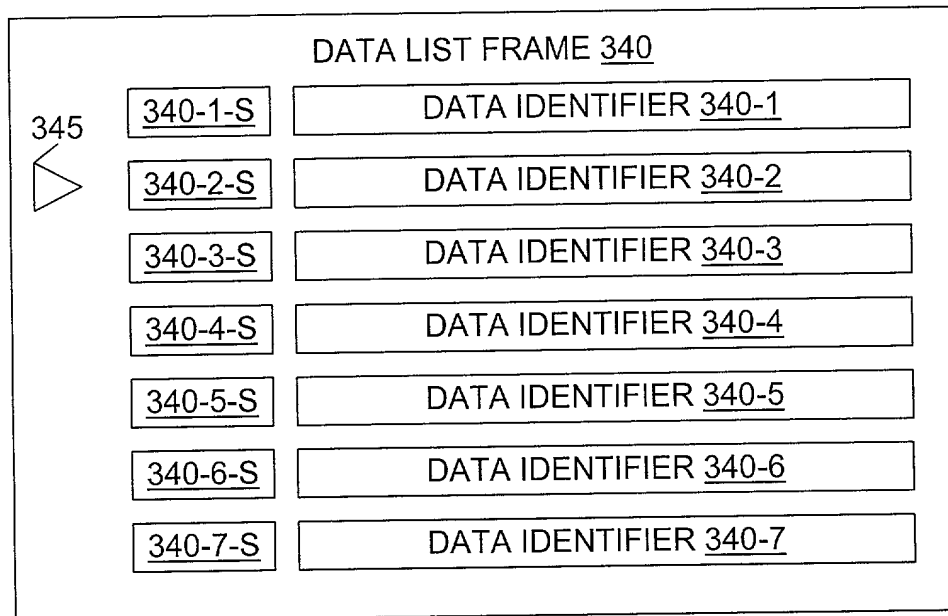 DATA LIST FRAME 340
340-1-S DATA IDENTIFIER 340-1
345
340-2-S DATA IDENTIFIER 340-2
340-3-S DATA IDENTIFIER 340-3
340-4-S DATA IDENTIFIER 340-4
340-5-S DATA IDENTIFIER 340-5
340-6-S DATA IDENTIFIER 340-6
340-7-S DATA IDENTIFIER 340-7